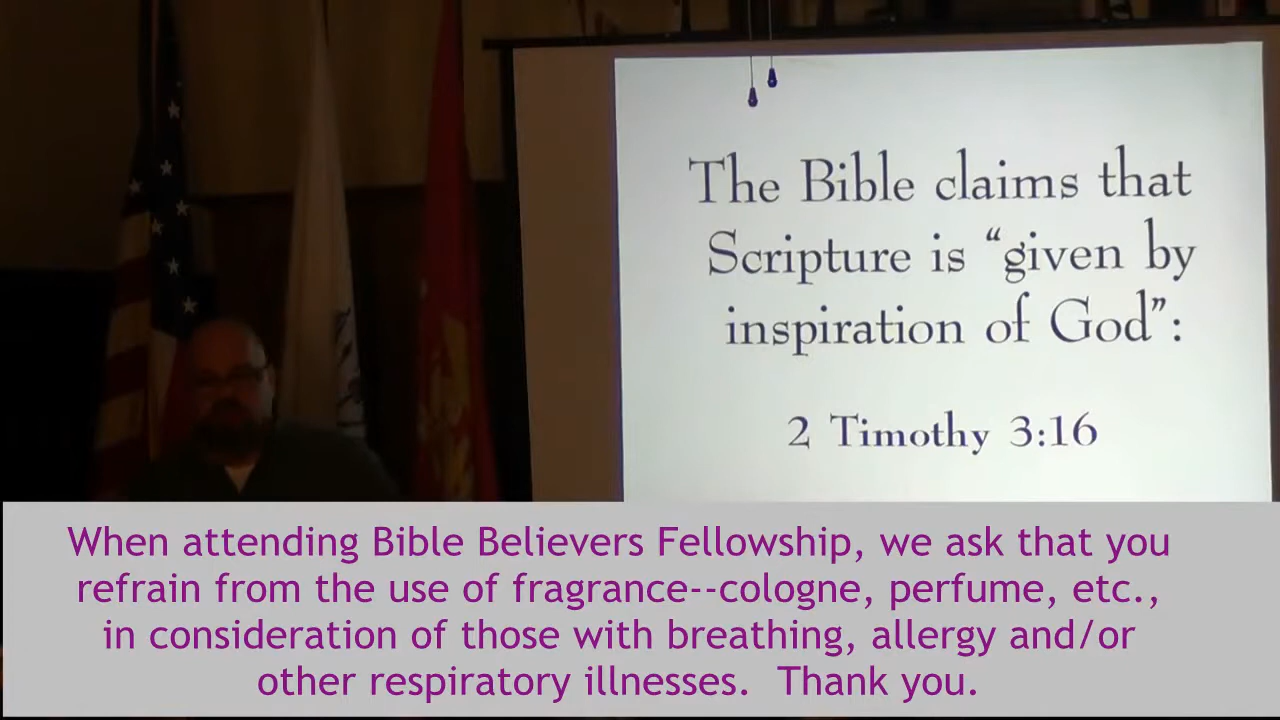 The Bible claims that
Scripture is “given by
inspiration of God”:
2 Timothy 3:16
When attending Bible Believers Fellowship, we ask that you
refrain from the use of fragrance--cologne, perfume, etc.,
in consideration of those with breathing, allergy and/or
other respiratory illnesses.  Thank you.